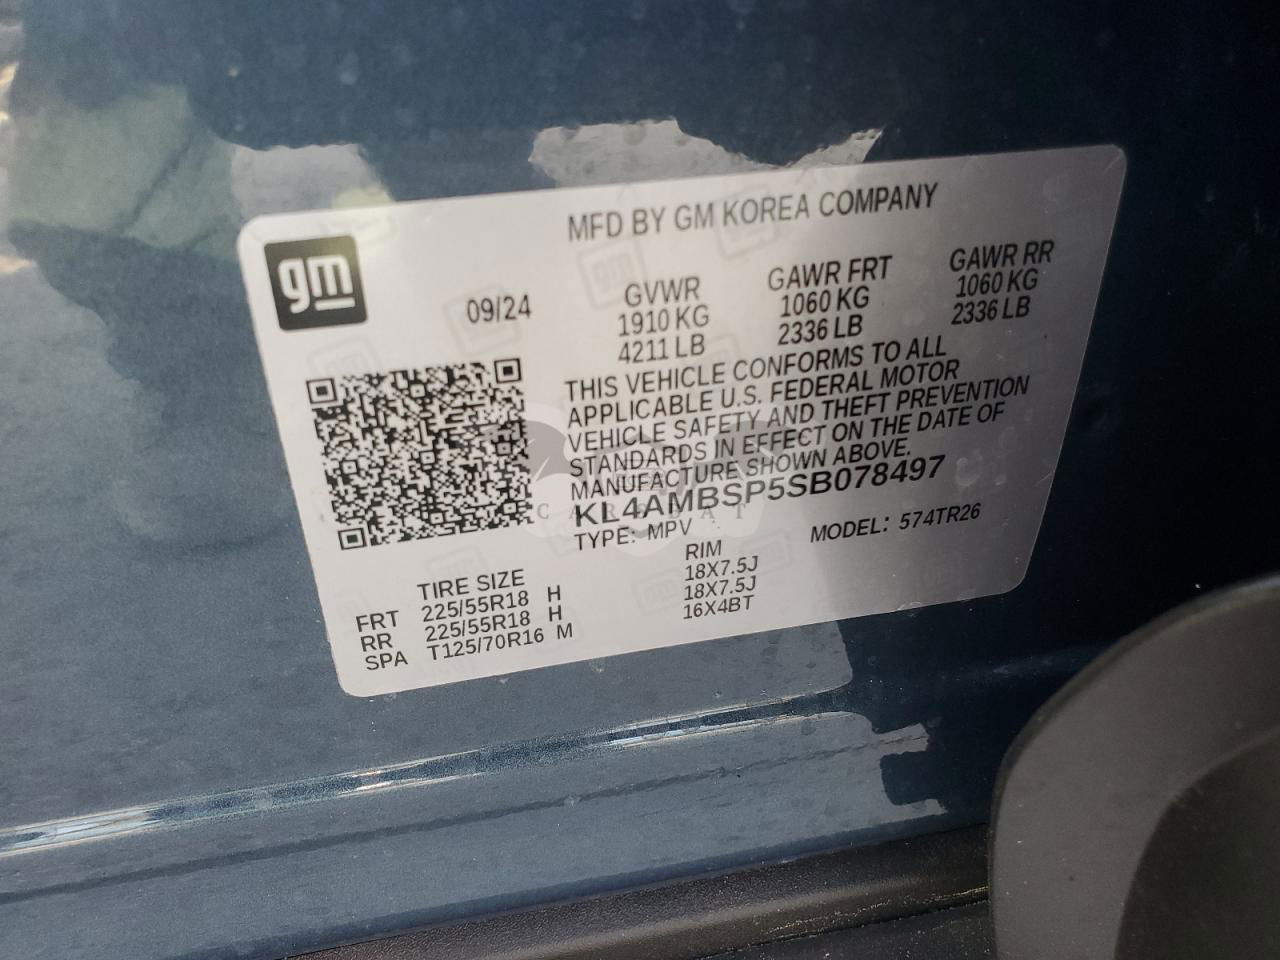 MFD BY GM KOREA COMPANY
gm
09/24
GVWR GAWR FRT GAWR RR
1910 KG 1060 KG 1060 KG
4211 LB 2336 LB 2336 LB
THIS VEHICLE CONFORMS TO ALL
APPLICABLE U.S. FEDERAL MOTOR
VEHICLE SAFETY AND THEFT PREVENTION
STANDARDS IN EFFECT ON THE DATE OF
MANUFACTURE SHOWN ABOVE.
KL4AMBSP5SB078497
TYPE: MPV MODEL: 574TR26
TIRE SIZE RIM
FRT 225/55R18 H 18X7.5J
RR 225/55R18 H 18X7.5J
SPA T125/70R16 M 16X4BT